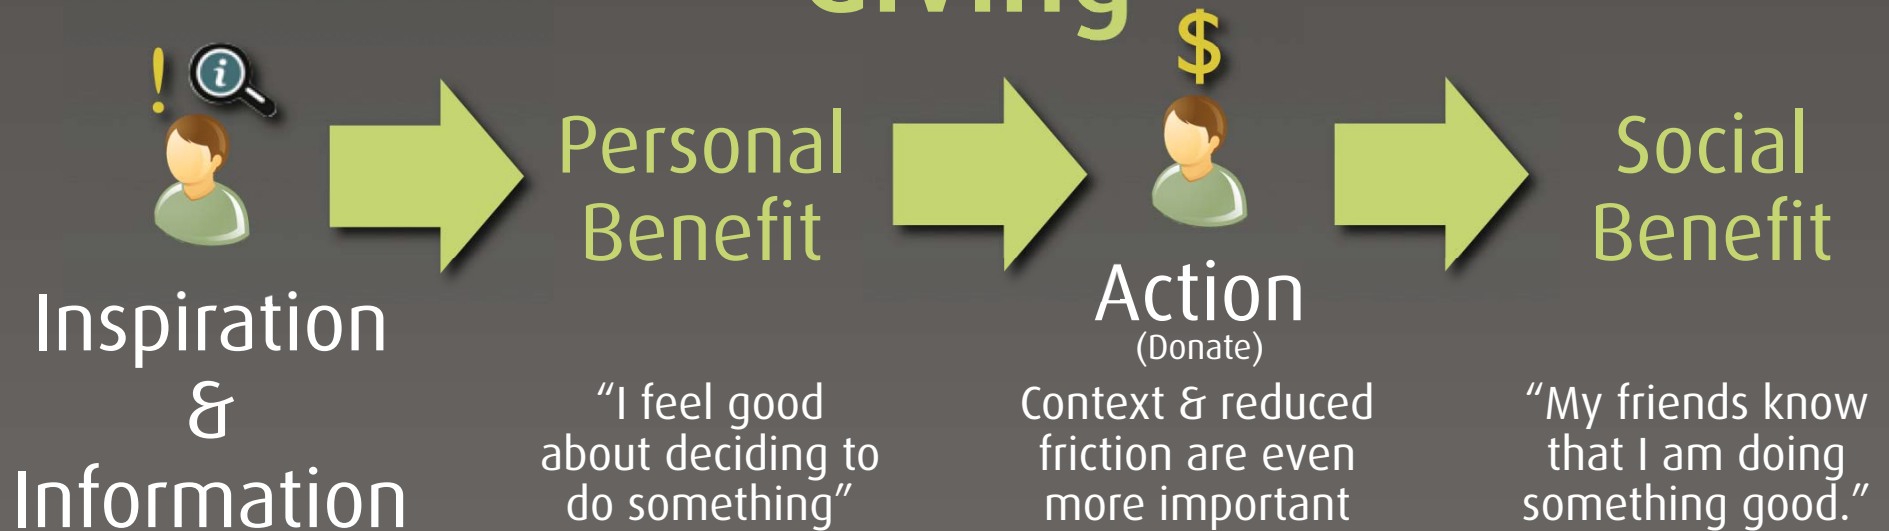 Giving
!
i
$
Inspiration
&
Information
Personal
Benefit
"I feel good
about deciding to
do something"
Action
(Donate)
Context & reduced
friction are even
more important
Social
Benefit
"My friends know
that I am doing
something good."